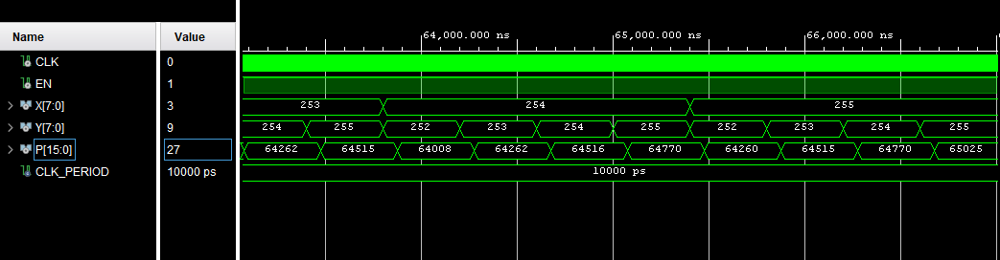 Name Value 64,000.000 ns 65,000.000 ns 66,000.000 ns
CLK 0
EN 1
X[7:0] 3 253 254 255
Y[7:0] 9 254 255 252 253 254 255 252 253 254 255
P[15:0] 27 64262 64515 64008 64262 64516 64770 64260 64515 64770 65025
CLK_PERIOD 10000 ps 10000 ps